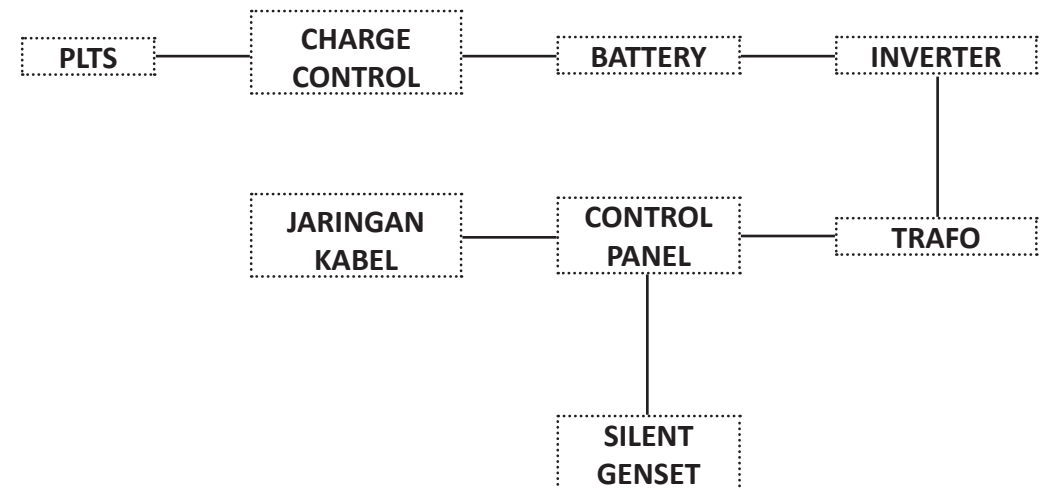 PLTS
CHARGE
CONTROL
BATTERY
INVERTER
JARINGAN
KABEL
CONTROL
PANEL
TRAFO
SILENT
GENSET